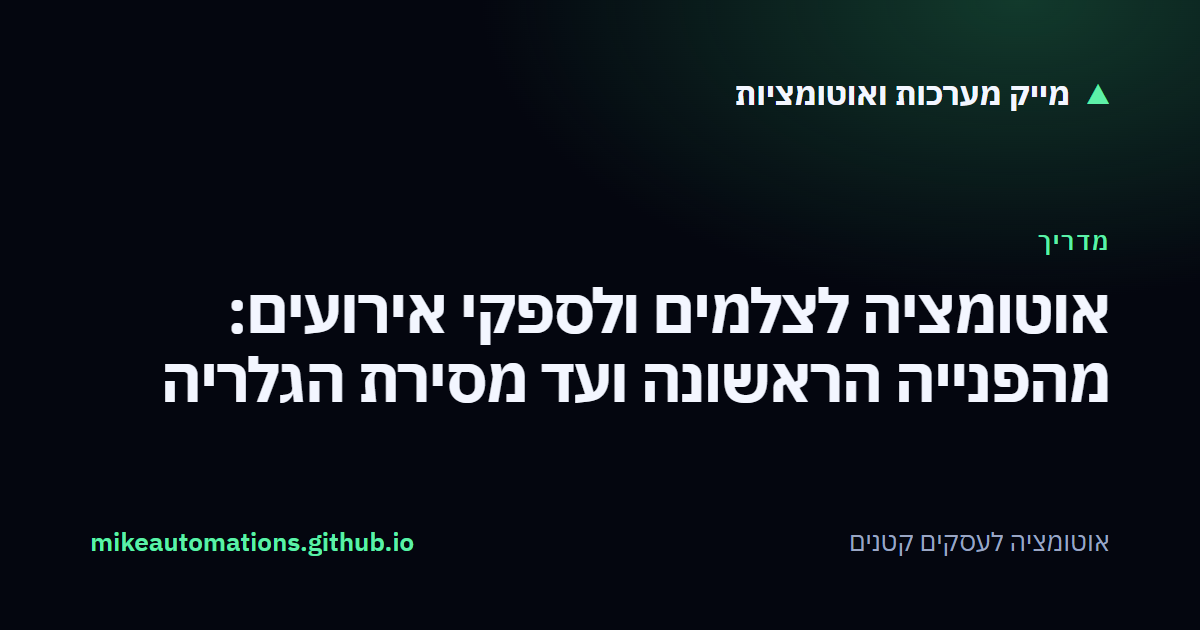 מייק מערכות ואוטומציות
מדריך
אוטומציה לצלמים ולספקי אירועים:
מהפנייה הראשונה ועד מסירת הגלריה
אוטומציה לעסקים קטנים
mikeautomations.github.io